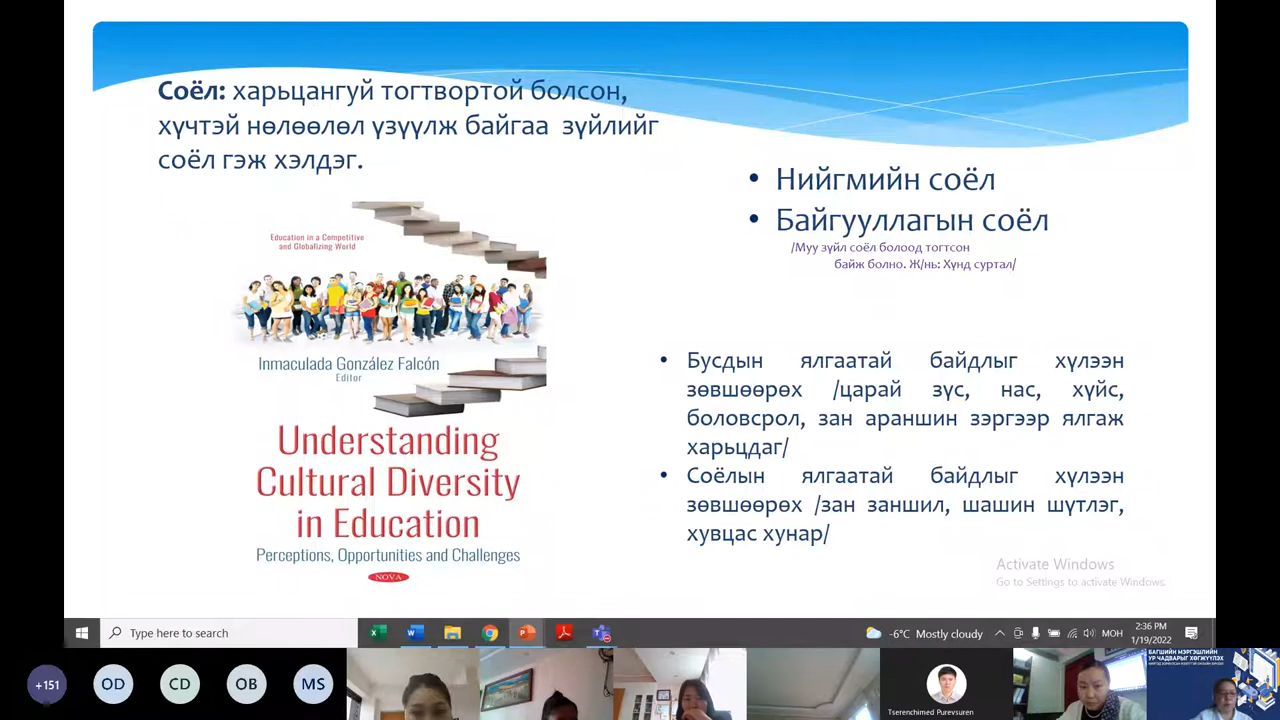 Соёл: харьцангуй тогтвортой болсон,
хүчтэй нөлөөлөл үзүүлж байгаа зүйлийг
соёл гэж хэлдэг.
Education in a Competitive
and Globalizing World
Inmaculada González Falcón
Editor
Understanding
Cultural Diversity
in Education
Perceptions, Opportunities and Challenges
NOVA
• Нийгмийн соёл
• Байгууллагын соёл
/Муу зүйл соёл болоод тогтсон
байж болно. Ж/нь: Хүнд суртал/
• Бусдын ялгаатай байдлыг хүлээн
зөвшөөрөх /царай зүс, нас, хүйс,
боловсрол, зан араншин зэргээр ялгаж
харьцдаг/
• Соёлын ялгаатай байдлыг хүлээн
зөвшөөрөх /зан заншил, шашин шүтлэг,
хувцас хунар/
Activate Windows
Go to Settings to activate Windows.
Type here to search
-6°C Mostly cloudy
МОН
2:36 PM
1/19/2022
+151
OD
CD
OB
MS
Tserenchimed Purevsuren
БАГШИЙН МЭРГЭШЛИЙН
УР ЧАДВАРЫГ ХӨГЖҮҮЛЭХ